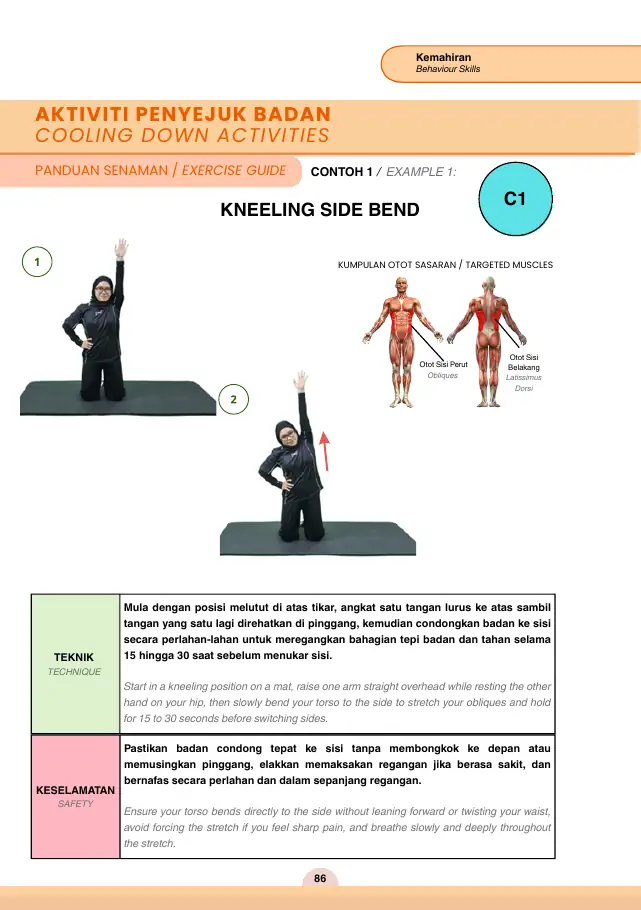 Kemahiran
Behaviour Skills
AKTIVITI PENYEJUK BADAN
COOLING DOWN ACTIVITIES
PANDUAN SENAMAN / EXERCISE GUIDE
CONTOH 1 / EXAMPLE 1:
C1
KNEELING SIDE BEND
1
KUMPULAN OTOT SASARAN / TARGETED MUSCLES
Otot Sisi Perut
Obliques
Otot Sisi
Belakang
Latissimus
Dorsi
2
TEKNIK
TECHNIQUE
Mula dengan posisi melutut di atas tikar, angkat satu tangan lurus ke atas sambil
tangan yang satu lagi direhatkan di pinggang, kemudian condongkan badan ke sisi
secara perlahan-lahan untuk meregangkan bahagian tepi badan dan tahan selama
15 hingga 30 saat sebelum menukar sisi.
Start in a kneeling position on a mat, raise one arm straight overhead while resting the other
hand on your hip, then slowly bend your torso to the side to stretch your obliques and hold
for 15 to 30 seconds before switching sides.
KESELAMATAN
SAFETY
Pastikan badan condong tepat ke sisi tanpa membongkok ke depan atau
memusingkan pinggang, elakkan memaksakan regangan jika berasa sakit, dan
bernafas secara perlahan dan dalam sepanjang regangan.
Ensure your torso bends directly to the side without leaning forward or twisting your waist,
avoid forcing the stretch if you feel sharp pain, and breathe slowly and deeply throughout
the stretch.
86